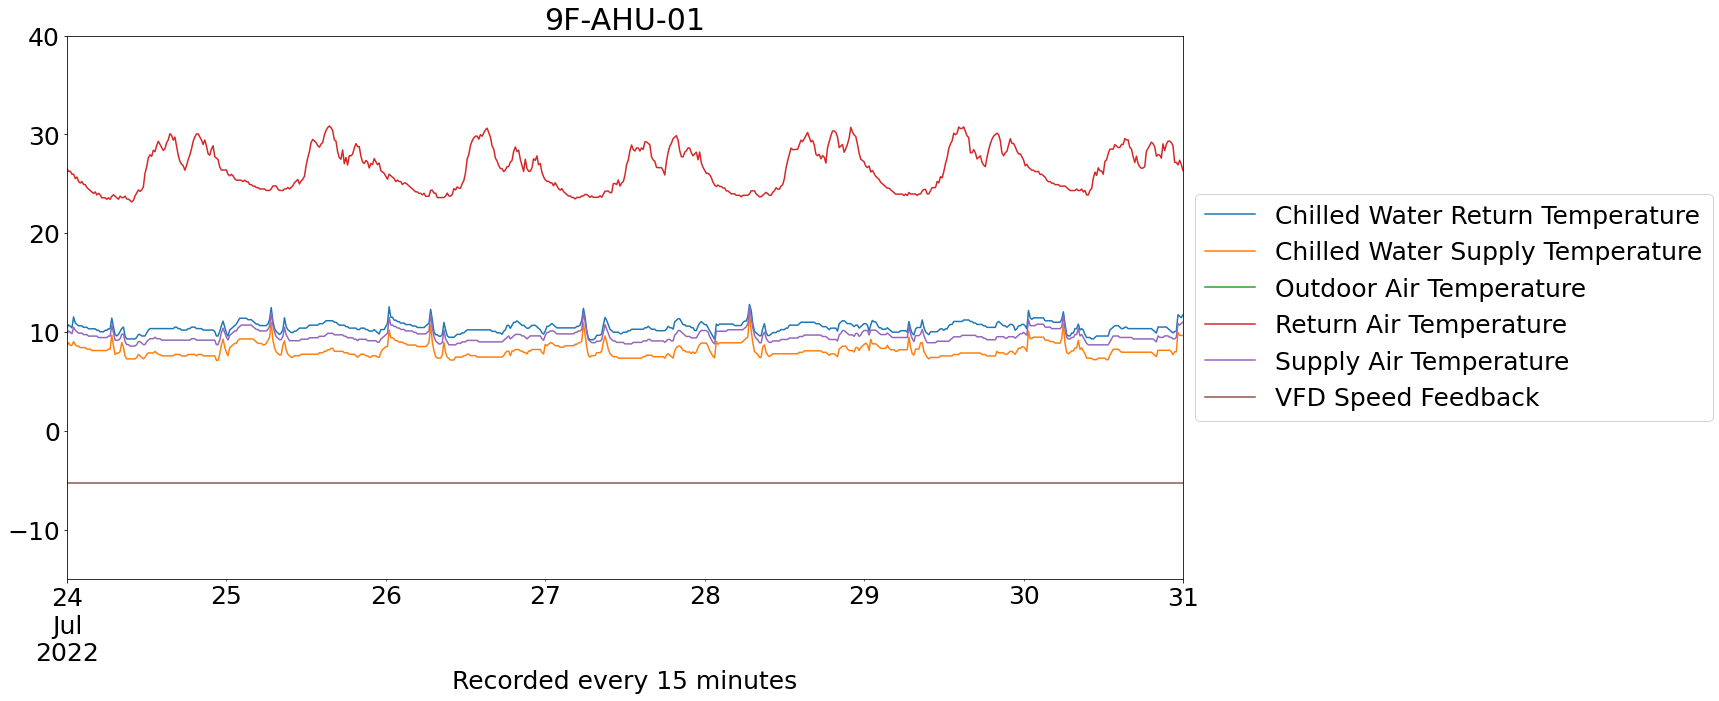 9F-AHU-01
40
30
20
10
0
−10
24 25 26 27 28 29 30 31
Jul
2022
Recorded every 15 minutes
Chilled Water Return Temperature
Chilled Water Supply Temperature
Outdoor Air Temperature
Return Air Temperature
Supply Air Temperature
VFD Speed Feedback